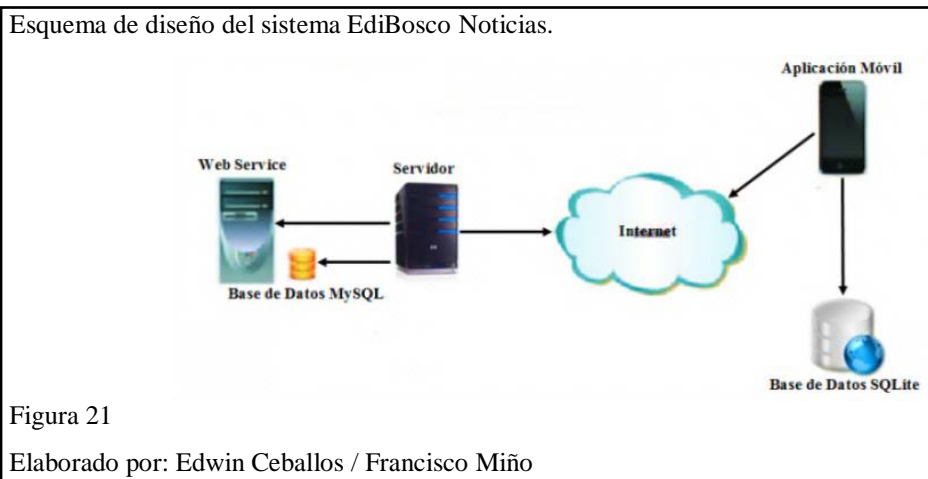 Esquema de diseño del sistema EdiBosco Noticias.
Aplicación Móvil
Web Service
Servidor
Internet
Base de Datos MySQL
Base de Datos SQLite
Figura 21
Elaborado por: Edwin Ceballos / Francisco Miño